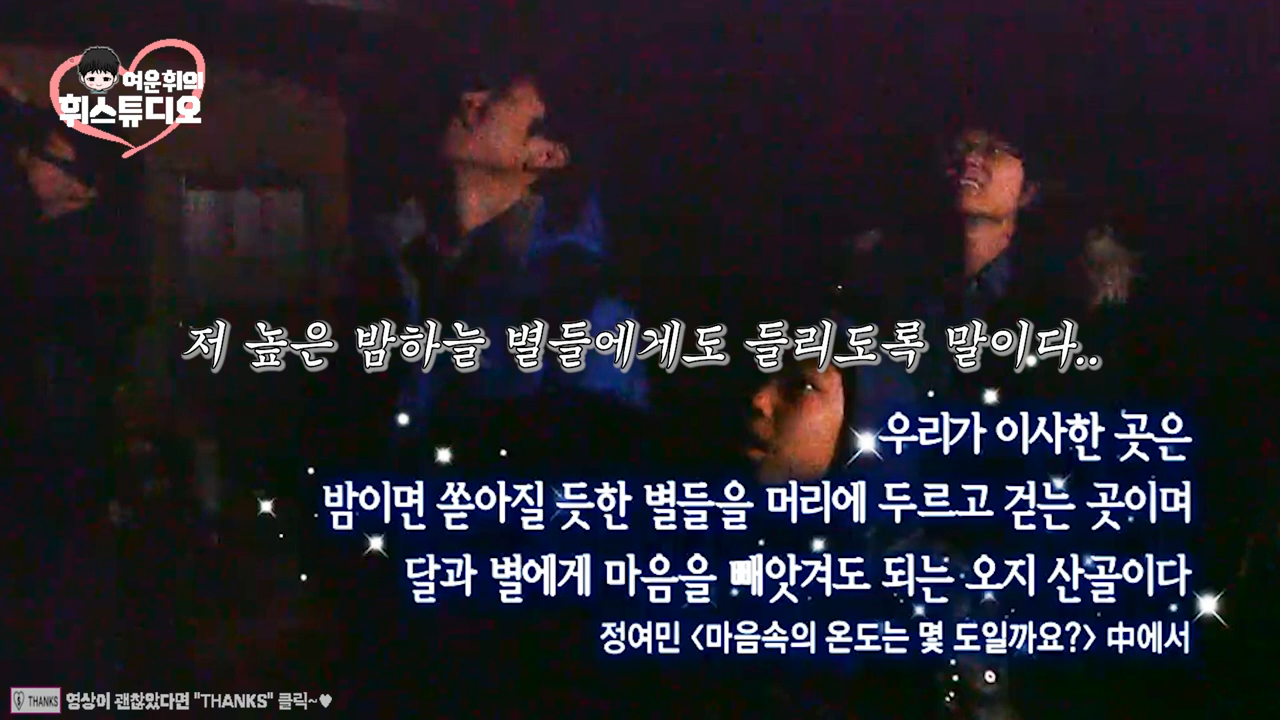 여운휘의
휘스튜디오
저 높은 밤하늘 별들에게도 들리도록 말이다..
우리가 이사한 곳은
밤이면 쏟아질 듯한 별들을 머리에 두르고 걷는 곳이며
달과 별에게 마음을 빼앗겨도 되는 오지 산골이다
정여민 <마음속의 온도는 몇 도일까요?> 中에서
THANKS 영상이 괜찮았다면 "THANKS" 클릭~♥